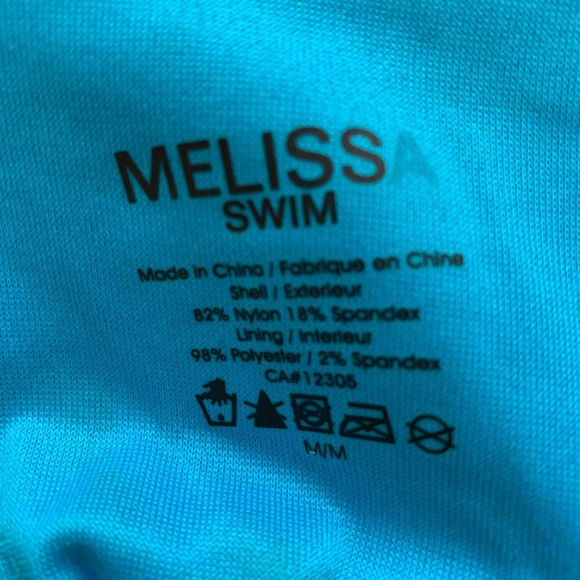 MELISSA
SWIM
Made in China / Fabrique en Chine
Shell / Exterieur
82% Nylon 18% Spandex
Lining / Interieur
98% Polyester / 2% Spandex
CA#12305
M/M